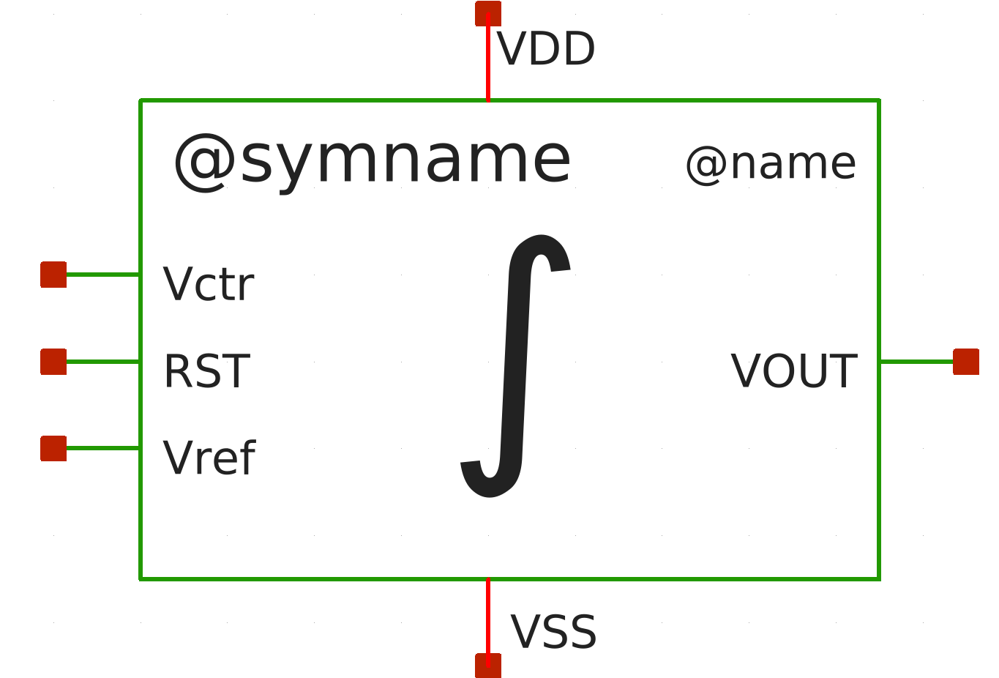 VDD
@symname
@name
∫
Vctr
RST
VOUT
Vref
VSS